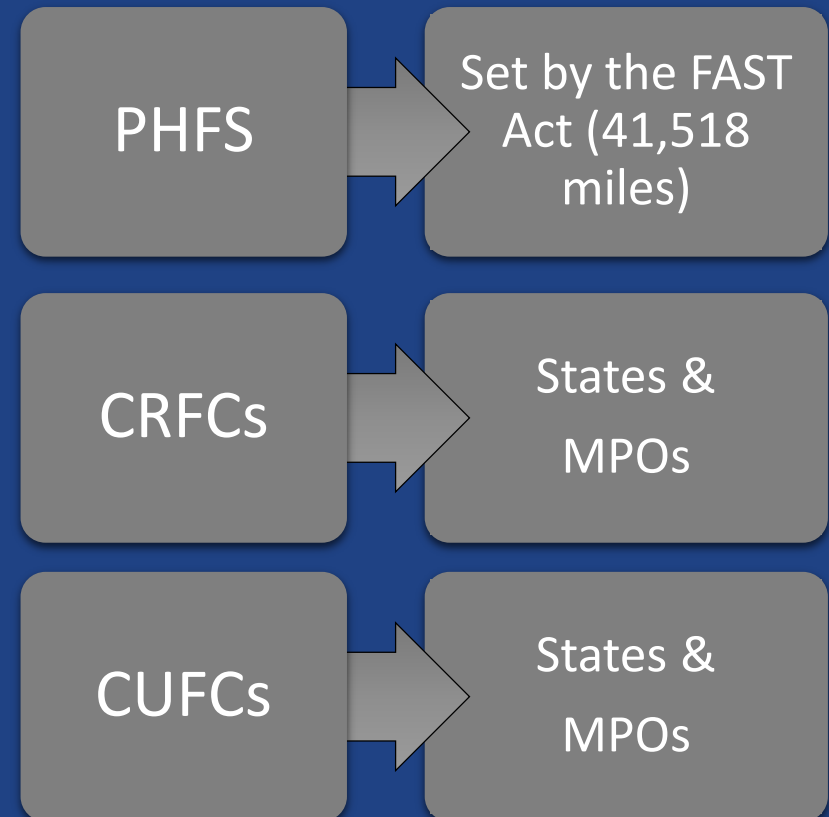 PHFS
Set by the FAST
Act (41,518
miles)
CRFCs
States &
MPOs
CUFCs
States &
MPOs